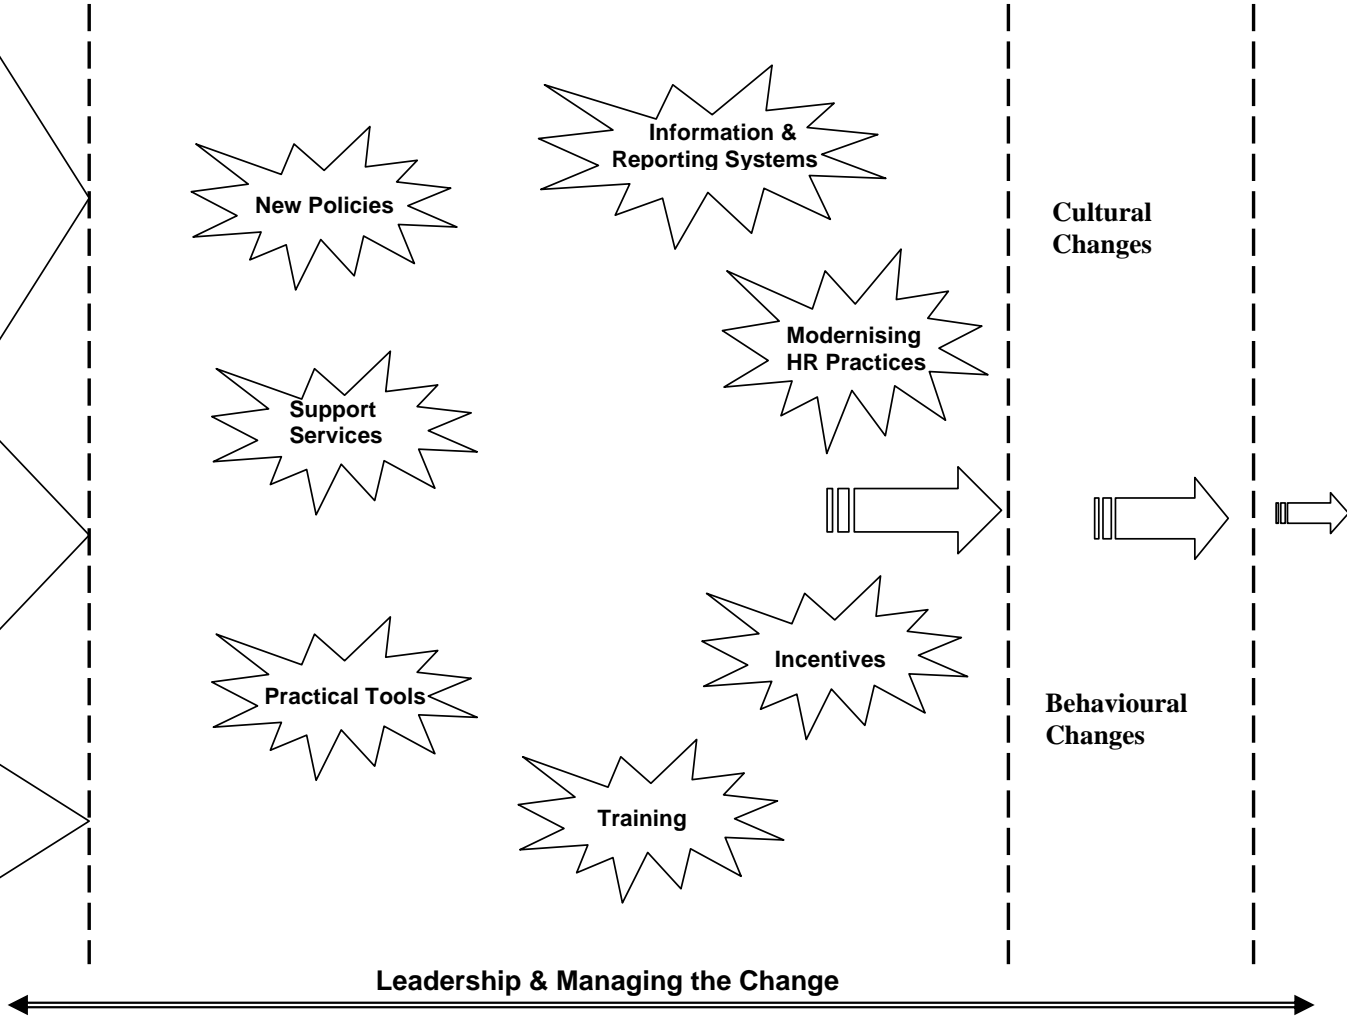 Information &
Reporting Systems
New Policies
Cultural
Changes
Modernising
HR Practices
Support
Services
Incentives
Practical Tools
Behavioural
Changes
Training
Leadership & Managing the Change